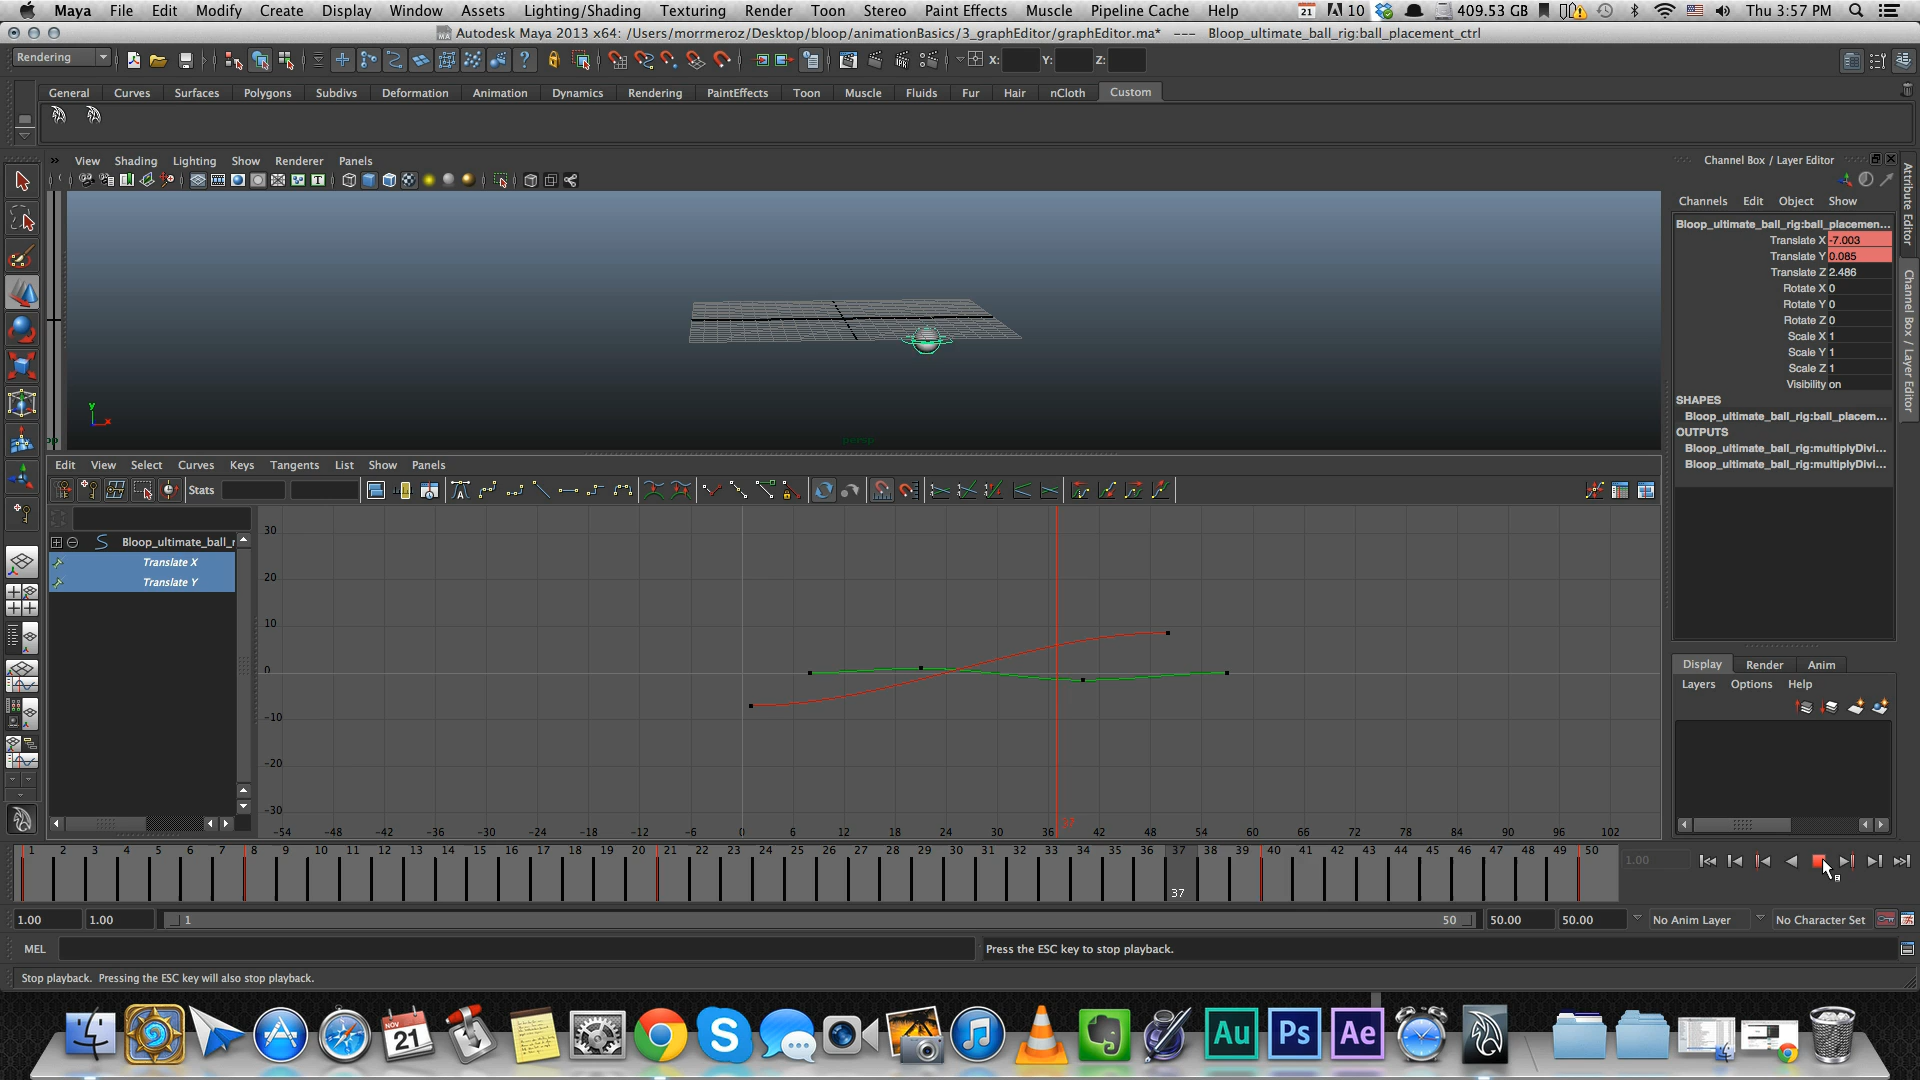 Maya File Edit Modify Create Display Window Assets Lighting/Shading Texturing Render Toon Stereo Paint Effects Muscle Pipeline Cache Help 21 10 409.53 GB Thu 3:57 PM
Autodesk Maya 2013 x64: /Users/morrmeroz/Desktop/bloop/animationBasics/3_graphEditor/graphEditor.ma* --- Bloop_ultimate_ball_rig:ball_placement_ctrl
Rendering X: Y: Z:
General Curves Surfaces Polygons Subdivs Deformation Animation Dynamics Rendering PaintEffects Toon Muscle Fluids Fur Hair nCloth Custom
View Shading Lighting Show Renderer Panels
Channel Box / Layer Editor
Channels Edit Object Show
Bloop_ultimate_ball_rig:ball_placemen...
Translate X -7.003
Translate Y 0.085
Translate Z 2.486
Rotate X 0
Rotate Y 0
Rotate Z 0
Scale X 1
Scale Y 1
Scale Z 1
Visibility on
SHAPES
Bloop_ultimate_ball_rig:ball_placem...
OUTPUTS
Bloop_ultimate_ball_rig:multiplyDivi...
Bloop_ultimate_ball_rig:multiplyDivi...
Attribute Editor
Channel Box / Layer Editor
y
x
persp
Edit View Select Curves Keys Tangents List Show Panels
Stats
Bloop_ultimate_ball_r
Translate X
Translate Y
30
20
10
0
-10
-20
-30
-54 -48 -42 -36 -30 -24 -18 -12 -6 0 6 12 18 24 30 36 37 42 48 54 60 66 72 78 84 90 96 102
Display Render Anim
Layers Options Help
1 2 3 4 5 6 7 8 9 10 11 12 13 14 15 16 17 18 19 20 21 22 23 24 25 26 27 28 29 30 31 32 33 34 35 36 37 38 39 40 41 42 43 44 45 46 47 48 49 50 1.00
37
1.00 1.00 1 50 50.00 50.00 No Anim Layer No Character Set
MEL Press the ESC key to stop playback.
Stop playback. Pressing the ESC key will also stop playback.
NOV 21 Au Ps Ae